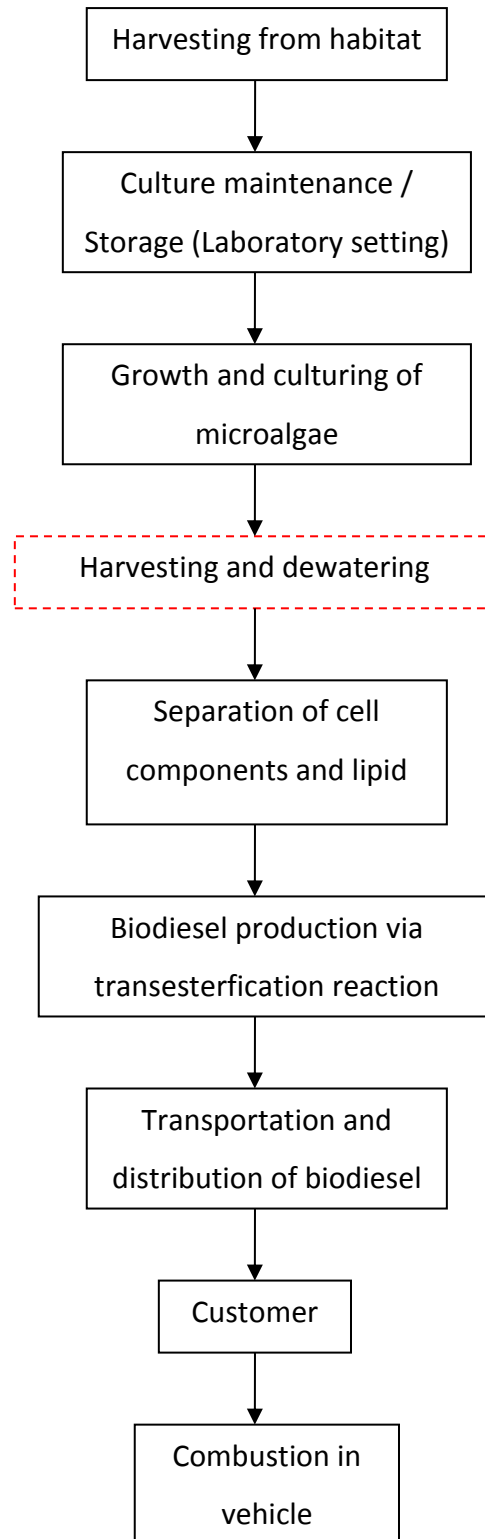 Harvesting from habitat
Culture maintenance /
Storage (Laboratory setting)
Growth and culturing of
microalgae
Harvesting and dewatering
Separation of cell
components and lipid
Biodiesel production via
transesterfication reaction
Transportation and
distribution of biodiesel
Customer
Combustion in
vehicle